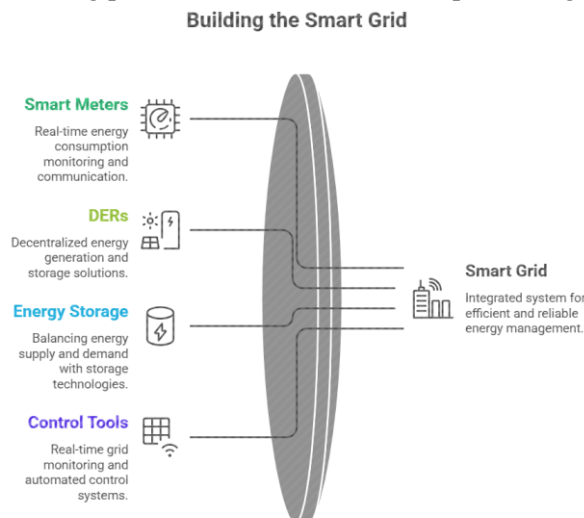 Building the Smart Grid
Smart Meters
Real-time energy
consumption
monitoring and
communication.
DERs
Decentralized energy
generation and
storage solutions.
Energy Storage
Balancing energy
supply and demand
with storage
technologies.
Control Tools
Real-time grid
monitoring and
automated control
systems.
Smart Grid
Integrated system for
efficient and reliable
energy management.